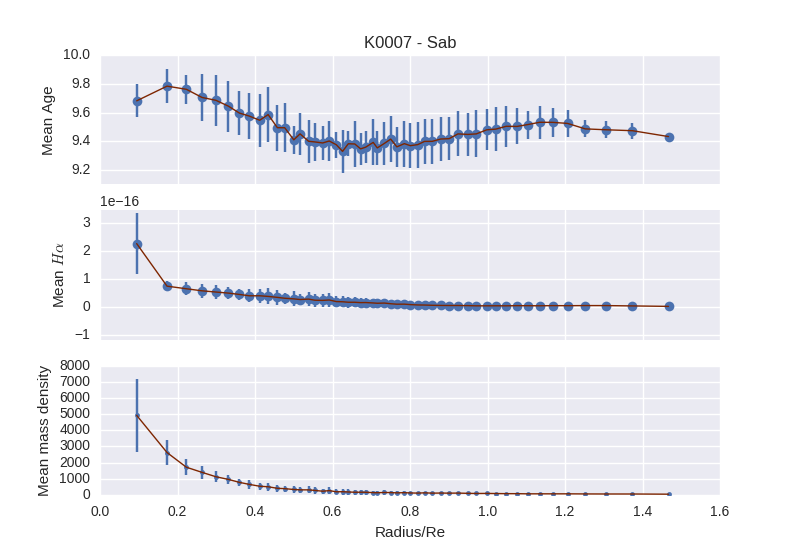 K0007 - Sab
10.0
9.8
9.6
9.4
9.2
Mean Age
1e−16
3
2
1
0
−1
Mean Hα
8000
7000
6000
5000
4000
3000
2000
1000
0
Mean mass density
0.0 0.2 0.4 0.6 0.8 1.0 1.2 1.4 1.6
Radius/Re